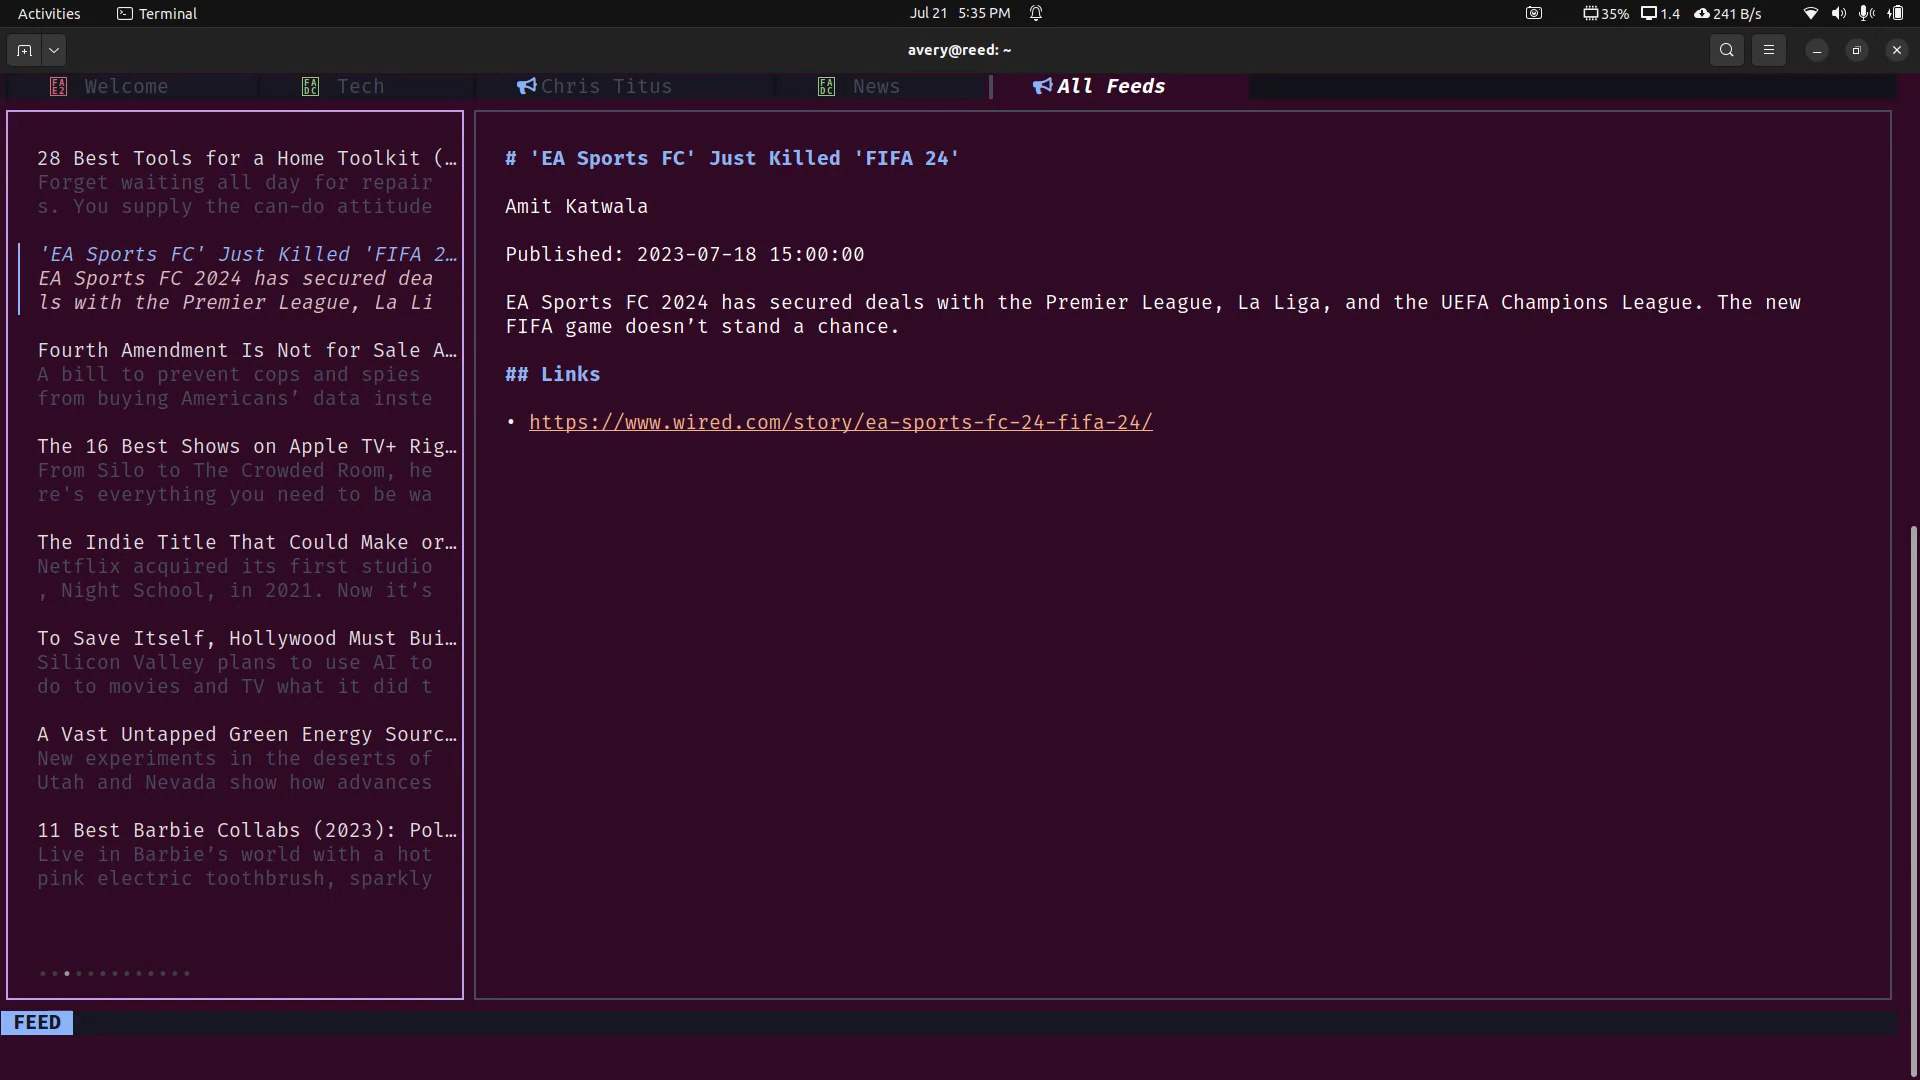 Activities Terminal Jul 21 5:35 PM 35% 1.4 241 B/s
avery@reed: ~
FAE2 Welcome FADC Tech Chris Titus FADC News All Feeds
28 Best Tools for a Home Toolkit (…
Forget waiting all day for repair
s. You supply the can-do attitude
'EA Sports FC' Just Killed 'FIFA 2…
EA Sports FC 2024 has secured dea
ls with the Premier League, La Li
Fourth Amendment Is Not for Sale A…
A bill to prevent cops and spies
from buying Americans’ data inste
The 16 Best Shows on Apple TV+ Rig…
From Silo to The Crowded Room, he
re's everything you need to be wa
The Indie Title That Could Make or…
Netflix acquired its first studio
, Night School, in 2021. Now it’s
To Save Itself, Hollywood Must Bui…
Silicon Valley plans to use AI to
do to movies and TV what it did t
A Vast Untapped Green Energy Sourc…
New experiments in the deserts of
Utah and Nevada show how advances
11 Best Barbie Collabs (2023): Pol…
Live in Barbie’s world with a hot
pink electric toothbrush, sparkly
# 'EA Sports FC' Just Killed 'FIFA 24'
Amit Katwala
Published: 2023-07-18 15:00:00
EA Sports FC 2024 has secured deals with the Premier League, La Liga, and the UEFA Champions League. The new
FIFA game doesn’t stand a chance.
## Links
• https://www.wired.com/story/ea-sports-fc-24-fifa-24/
FEED